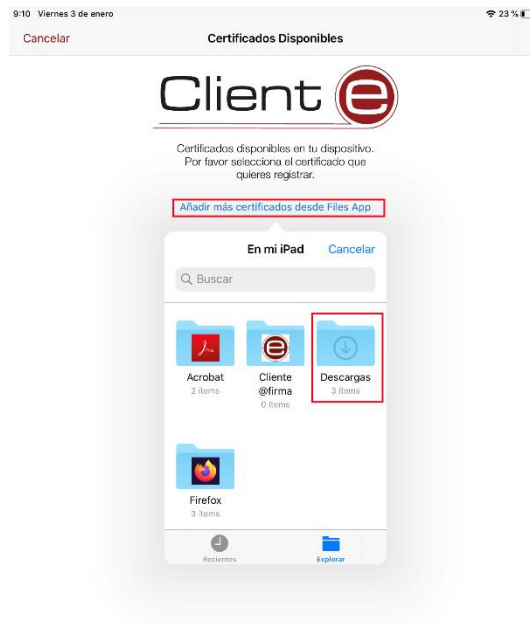 9:10 Viernes 3 de enero 23 %
Cancelar Certificados Disponibles
Client e
Certificados disponibles en tu dispositivo.
Por favor selecciona el certificado que
quieres registrar.
Añadir más certificados desde Files App
En mi iPad Cancelar
Buscar
Acrobat
2 ítems
Cliente
@firma
0 ítems
Descargas
3 ítems
Firefox
3 ítems
Recientes Explorar